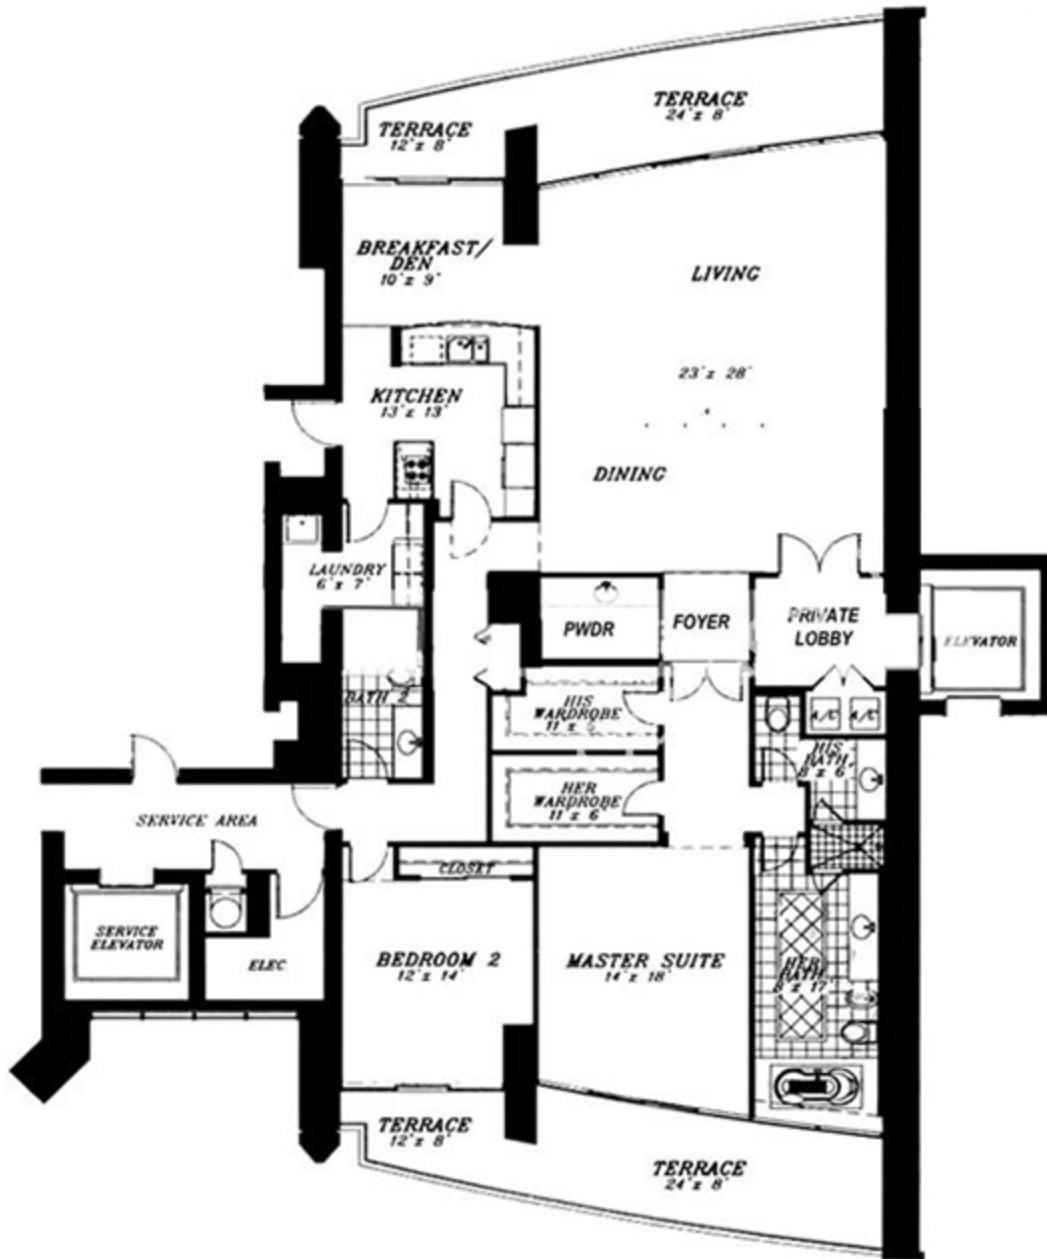 TERRACE
24' x 8'
TERRACE
12' x 8'
BREAKFAST/
DEN
10' x 9'
LIVING
23' x 28'
KITCHEN
13' x 13'
DINING
LAUNDRY
6' x 7'
PWDR
FOYER
PRIVATE
LOBBY
ELEVATOR
BATH 2
HIS
WARDROBE
11 x 6'
A/C
A/C
HIS
BATH
8 x 6'
HER
WARDROBE
11 x 6'
SERVICE AREA
CLOSET
SERVICE
ELEVATOR
ELEC
BEDROOM 2
12' x 14'
MASTER SUITE
14' x 18'
HER
BATH
8 x 17'
TERRACE
12' x 8'
TERRACE
24' x 8'